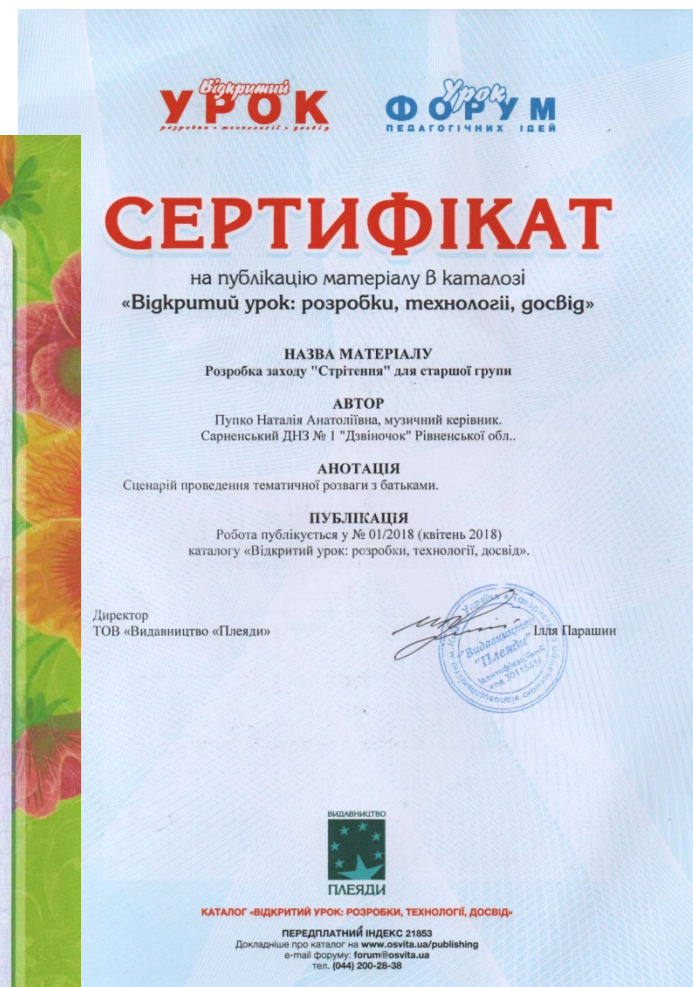 Відкритий
УРОК
розробки • технології • досвід
Урок
ФОРУМ
ПЕДАГОГІЧНИХ ІДЕЙ
СЕРТИФІКАТ
на публікацію матеріалу в каталозі
«Відкритий урок: розробки, технології, досвід»
НАЗВА МАТЕРІАЛУ
Розробка заходу "Стрітення" для старшої групи
АВТОР
Пупко Наталія Анатоліївна, музичний керівник.
Сарненський ДНЗ № 1 "Дзвіночок" Рівненської обл..
АНОТАЦІЯ
Сценарій проведення тематичної розваги з батьками.
ПУБЛІКАЦІЯ
Робота публікується у № 01/2018 (квітень 2018)
каталогу «Відкритий урок: розробки, технології, досвід».
Директор
ТОВ «Видавництво «Плеяди»
Ілля Парашин
Україна
"Видавництво
"Плеяди"
Ідентифікаційний
код
ВИДАВНИЦТВО
ПЛЕЯДИ
КАТАЛОГ «ВІДКРИТИЙ УРОК: РОЗРОБКИ, ТЕХНОЛОГІЇ, ДОСВІД»
ПЕРЕДПЛАТНИЙ ІНДЕКС 21853
Докладніше про каталог на www.osvita.ua/publishing
e-mail форуму: forum@osvita.ua
тел. (044) 200-28-38